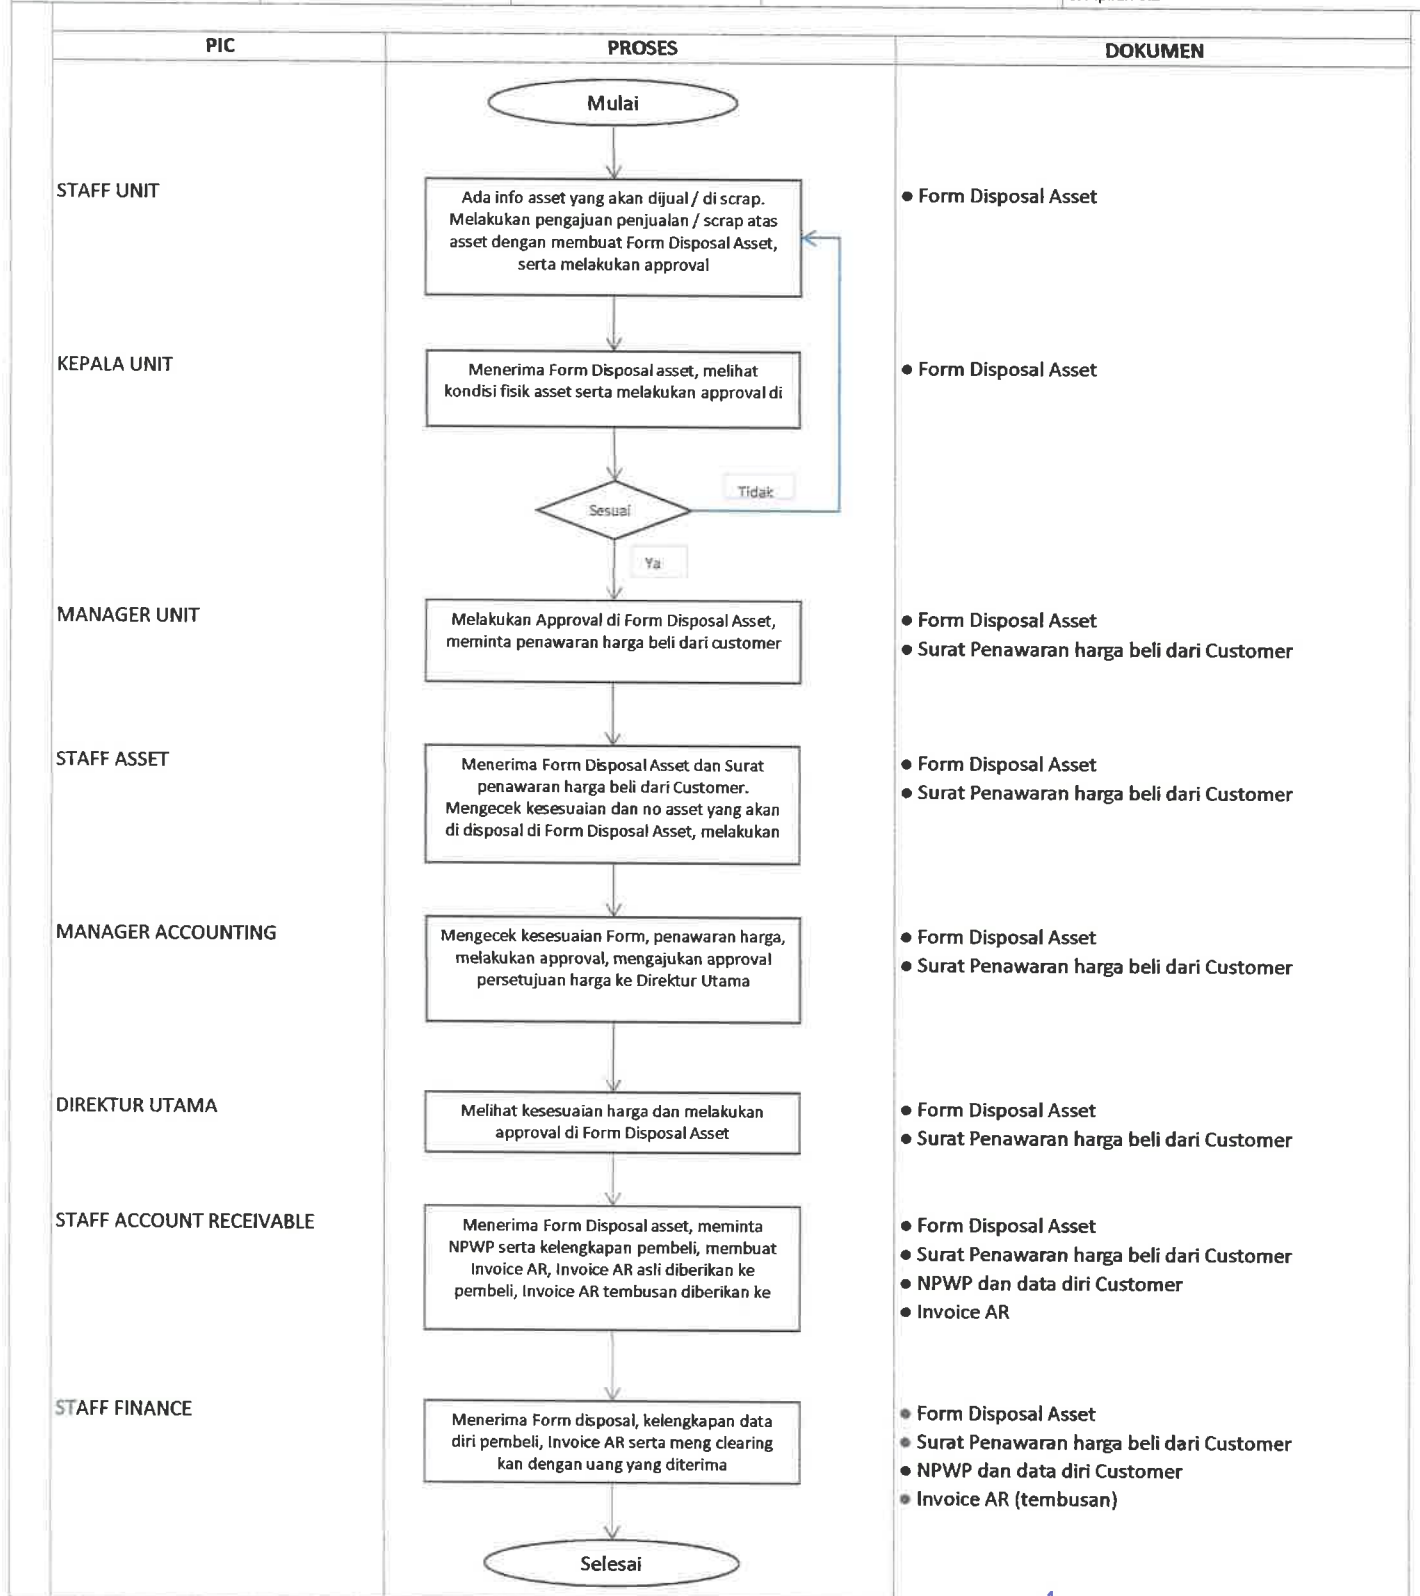 PIC
PROSES
DOKUMEN
Mulai
STAFF UNIT
Ada info asset yang akan dijual / di scrap.
Melakukan pengajuan penjualan / scrap atas
asset dengan membuat Form Disposal Asset,
serta melakukan approval
● Form Disposal Asset
KEPALA UNIT
Menerima Form Disposal asset, melihat
kondisi fisik asset serta melakukan approval di
● Form Disposal Asset
Sesuai
Tidak
Ya
MANAGER UNIT
Melakukan Approval di Form Disposal Asset,
meminta penawaran harga beli dari customer
● Form Disposal Asset
● Surat Penawaran harga beli dari Customer
STAFF ASSET
Menerima Form Disposal Asset dan Surat
penawaran harga beli dari Customer.
Mengecek kesesuaian dan no asset yang akan
di disposal di Form Disposal Asset, melakukan
● Form Disposal Asset
● Surat Penawaran harga beli dari Customer
MANAGER ACCOUNTING
Mengecek kesesuaian Form, penawaran harga,
melakukan approval, mengajukan approval
persetujuan harga ke Direktur Utama
● Form Disposal Asset
● Surat Penawaran harga beli dari Customer
DIREKTUR UTAMA
Melihat kesesuaian harga dan melakukan
approval di Form Disposal Asset
● Form Disposal Asset
● Surat Penawaran harga beli dari Customer
STAFF ACCOUNT RECEIVABLE
Menerima Form Disposal asset, meminta
NPWP serta kelengkapan pembeli, membuat
Invoice AR, Invoice AR asli diberikan ke
pembeli, Invoice AR tembusan diberikan ke
● Form Disposal Asset
● Surat Penawaran harga beli dari Customer
● NPWP dan data diri Customer
● Invoice AR
STAFF FINANCE
Menerima Form disposal, kelengkapan data
diri pembeli, Invoice AR serta meng clearing
kan dengan uang yang diterima
● Form Disposal Asset
● Surat Penawaran harga beli dari Customer
● NPWP dan data diri Customer
● Invoice AR (tembusan)
Selesai